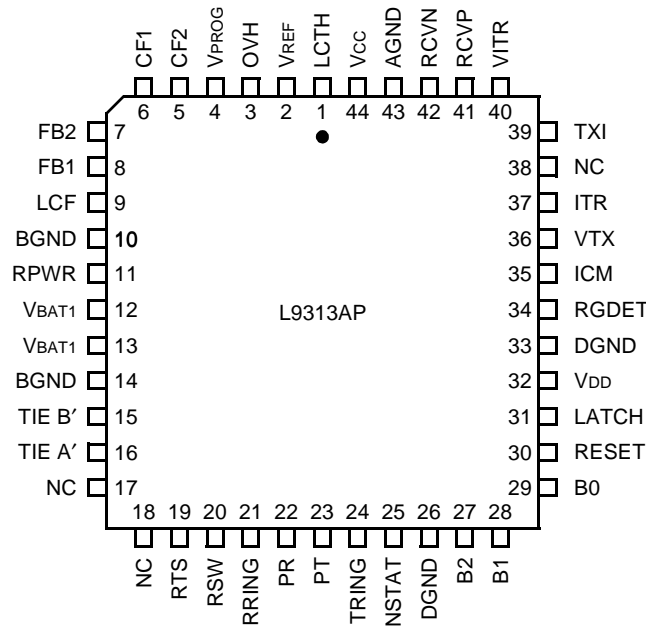 CF1 CF2 VPROG OVH VREF LCTH VCC AGND RCVN RCVP VITR
6 5 4 3 2 1 44 43 42 41 40
FB2 7 39 TXI
FB1 8 38 NC
LCF 9 37 ITR
BGND 10 36 VTX
RPWR 11 35 ICM
VBAT1 12 L9313AP 34 RGDET
VBAT1 13 33 DGND
BGND 14 32 VDD
TIE B′ 15 31 LATCH
TIE A′ 16 30 RESET
NC 17 29 B0
18 19 20 21 22 23 24 25 26 27 28
NC RTS RSW RRING PR PT TRING NSTAT DGND B2 B1